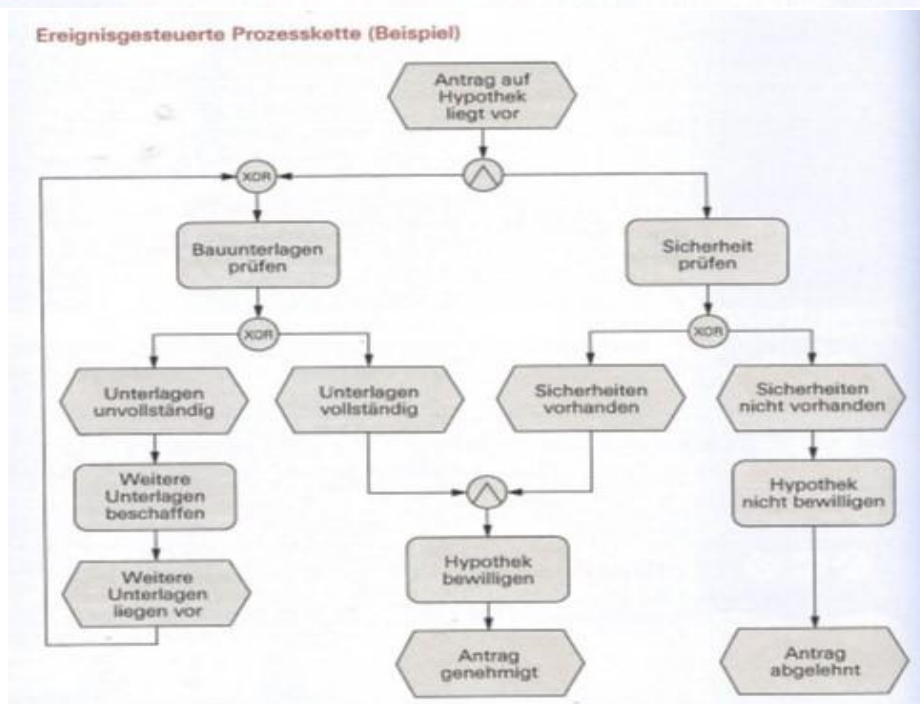 Ereignisgesteuerte Prozesskette (Beispiel)
Antrag auf
Hypothek
liegt vor
XOR
Bauunterlagen
prüfen
Sicherheit
prüfen
XOR
XOR
Unterlagen
unvollständig
Unterlagen
vollständig
Sicherheiten
vorhanden
Sicherheiten
nicht vorhanden
Weitere
Unterlagen
beschaffen
Hypothek
nicht bewilligen
Weitere
Unterlagen
liegen vor
Hypothek
bewilligen
Antrag
genehmigt
Antrag
abgelehnt